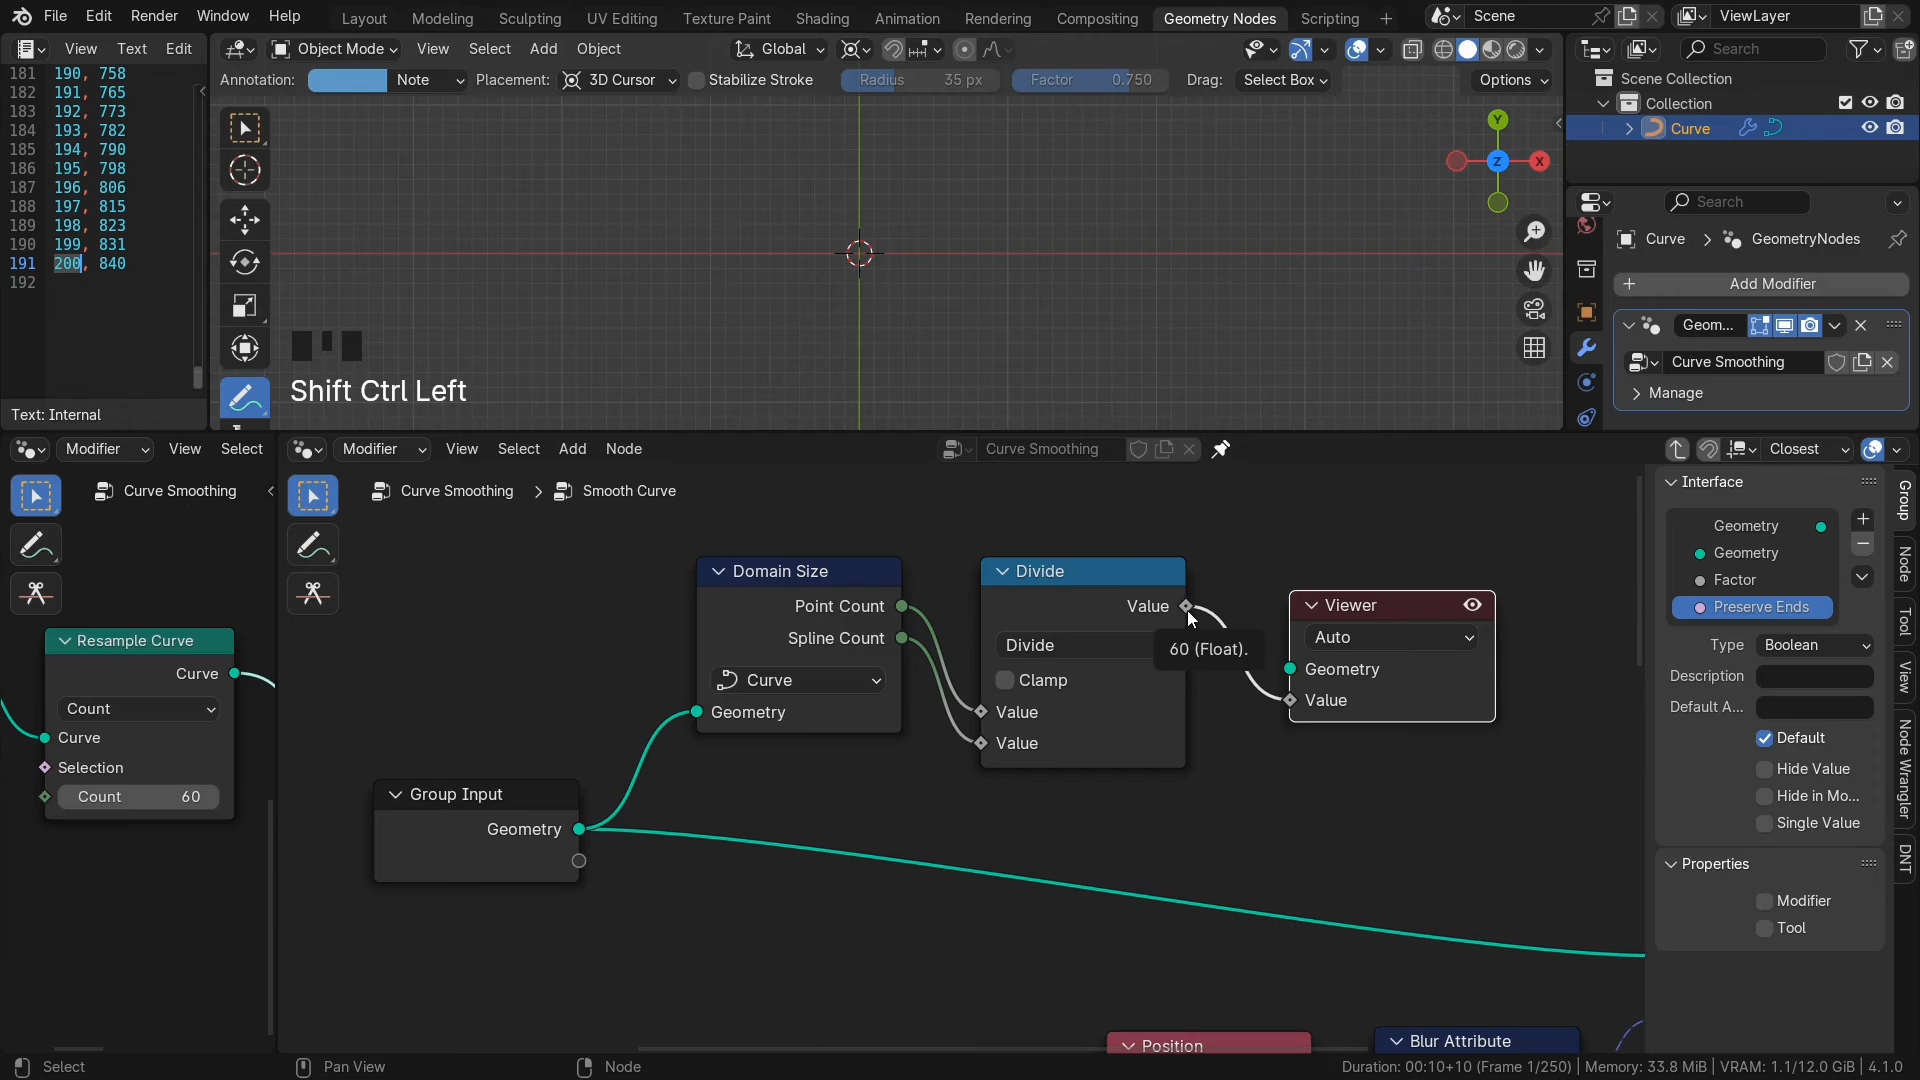 File Edit Render Window Help Layout Modeling Sculpting UV Editing Texture Paint Shading Animation Rendering Compositing Geometry Nodes Scripting + Scene ViewLayer
View Text Edit
Object Mode View Select Add Object Global
Search
Annotation: Note Placement: 3D Cursor Stabilize Stroke Radius 35 px Factor 0.750 Drag: Select Box Options
181 190, 758
182 191, 765
183 192, 773
184 193, 782
185 194, 790
186 195, 798
187 196, 806
188 197, 815
189 198, 823
190 199, 831
191 200, 840
192
Text: Internal
Shift Ctrl Left
Y
Z
X
Scene Collection
Collection
Curve
Search
Curve > GeometryNodes
+ Add Modifier
Geom...
Curve Smoothing
Manage
Modifier View Select
Curve Smoothing
Resample Curve
Curve
Count
Curve
Selection
Count 60
Modifier View Select Add Node Curve Smoothing Closest
Curve Smoothing > Smooth Curve
Domain Size
Point Count
Spline Count
Curve
Geometry
Divide
Value
Divide
Clamp
Value
Value
60 (Float).
Viewer
Auto
Geometry
Value
Group Input
Geometry
Position
Blur Attribute
Interface
Geometry
Geometry
Factor
Preserve Ends
Type Boolean
Description
Default A...
Default
Hide Value
Hide in Mo...
Single Value
Properties
Modifier
Tool
Group
Node
Tool
View
Node Wrangler
DNT
Select Pan View Node Duration: 00:10+10 (Frame 1/250) | Memory: 33.8 MiB | VRAM: 1.1/12.0 GiB | 4.1.0